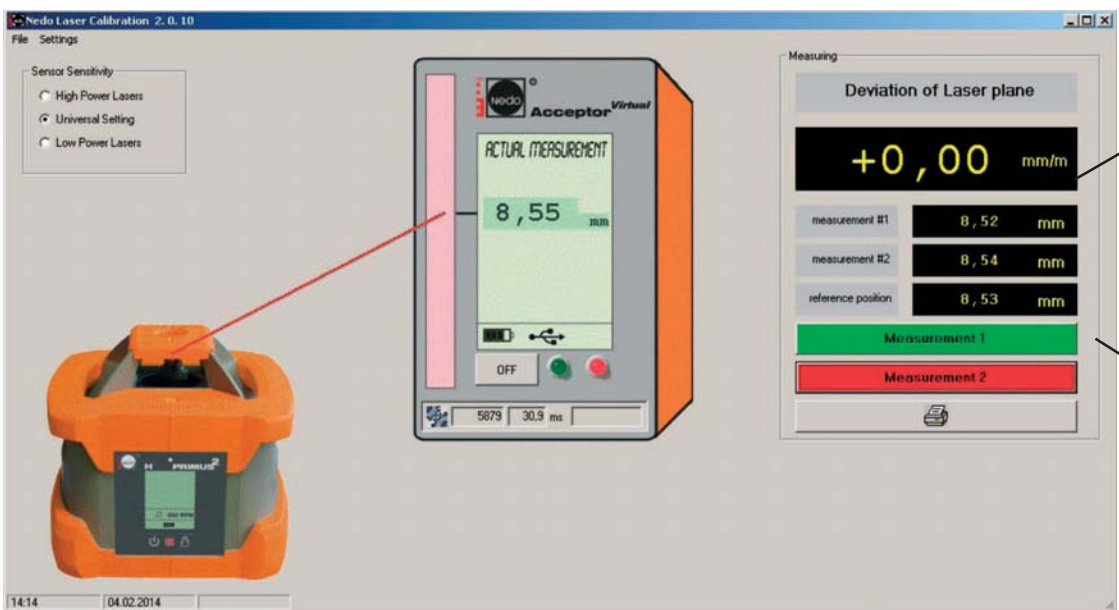 Nedo Laser Calibration 2. 0. 10
File Settings
Sensor Sensitivity
High Power Lasers
Universal Setting
Low Power Lasers
NEDO
Acceptor Virtual
ACTUAL MEASUREMENT
8,55 mm
OFF
5879 30,9 ms
H PRIMUS2
Measuring
Deviation of Laser plane
+0,00 mm/m
measurement #1 8,52 mm
measurement #2 8,54 mm
reference position 8,53 mm
Measurement 1
Measurement 2
14:14 04.02.2014